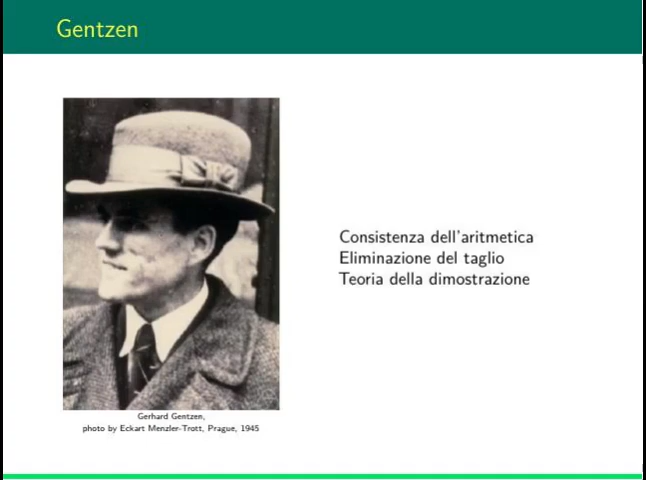 Gentzen
Consistenza dell'aritmetica
Eliminazione del taglio
Teoria della dimostrazione
Gerhard Gentzen,
photo by Eckart Menzler-Trott, Prague, 1945